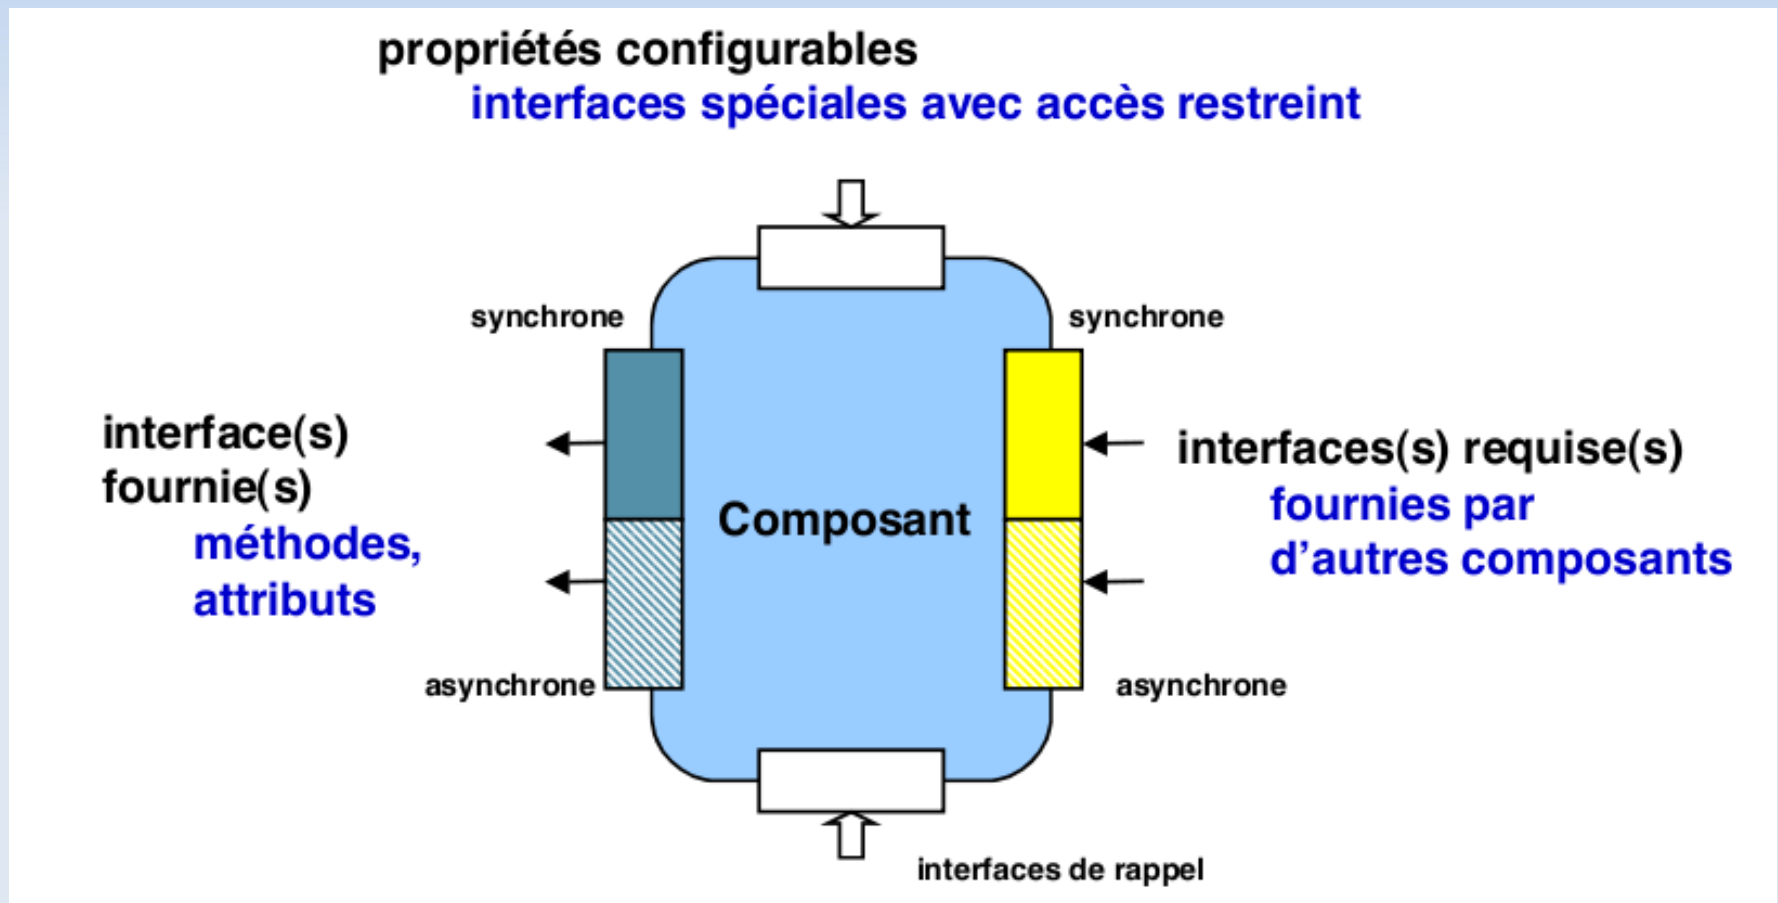 propriétés configurables
interfaces spéciales avec accès restreint
synchrone
synchrone
interface(s)
fournie(s)
méthodes,
attributs
Composant
interfaces(s) requise(s)
fournies par
d'autres composants
asynchrone
asynchrone
interfaces de rappel